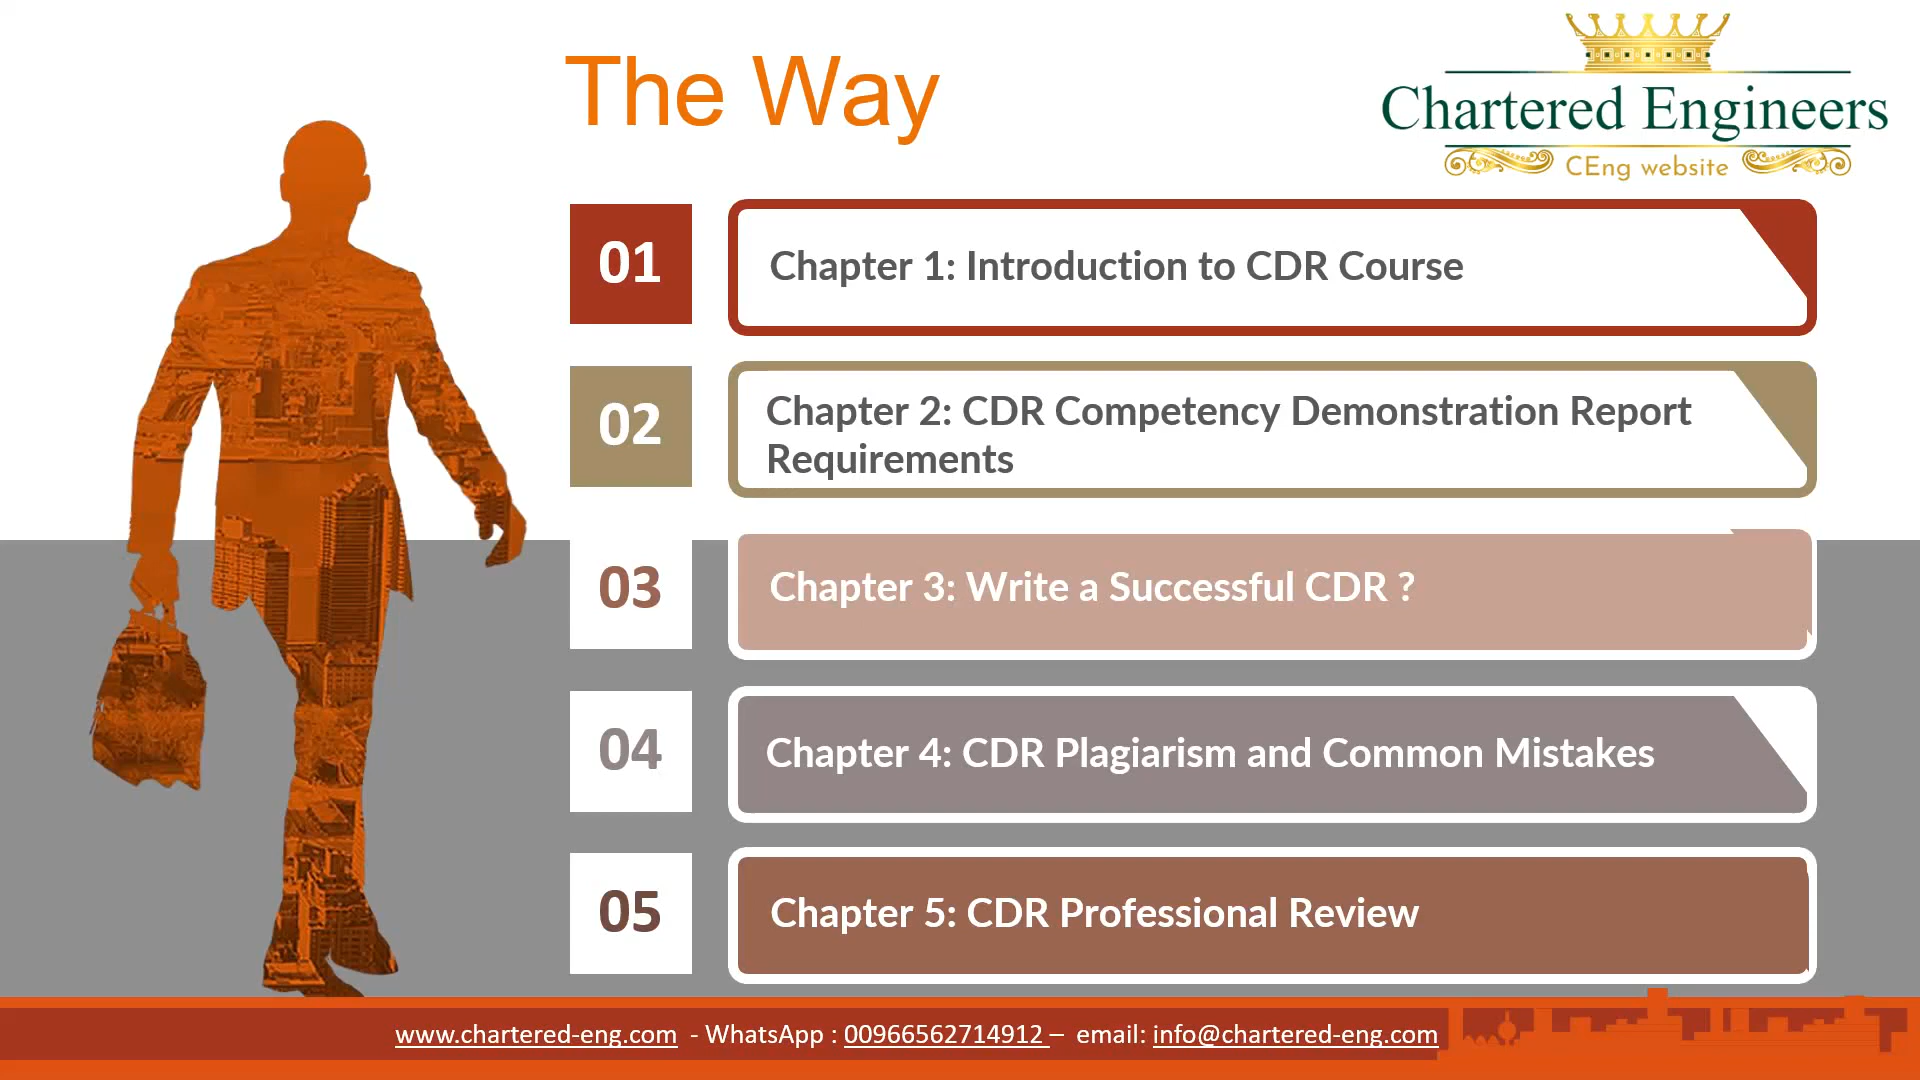 The Way
Chartered Engineers
CEng website
01
Chapter 1: Introduction to CDR Course
02
Chapter 2: CDR Competency Demonstration Report
Requirements
03
Chapter 3: Write a Successful CDR ?
04
Chapter 4: CDR Plagiarism and Common Mistakes
05
Chapter 5: CDR Professional Review
www.chartered-eng.com - WhatsApp : 00966562714912 – email: info@chartered-eng.com